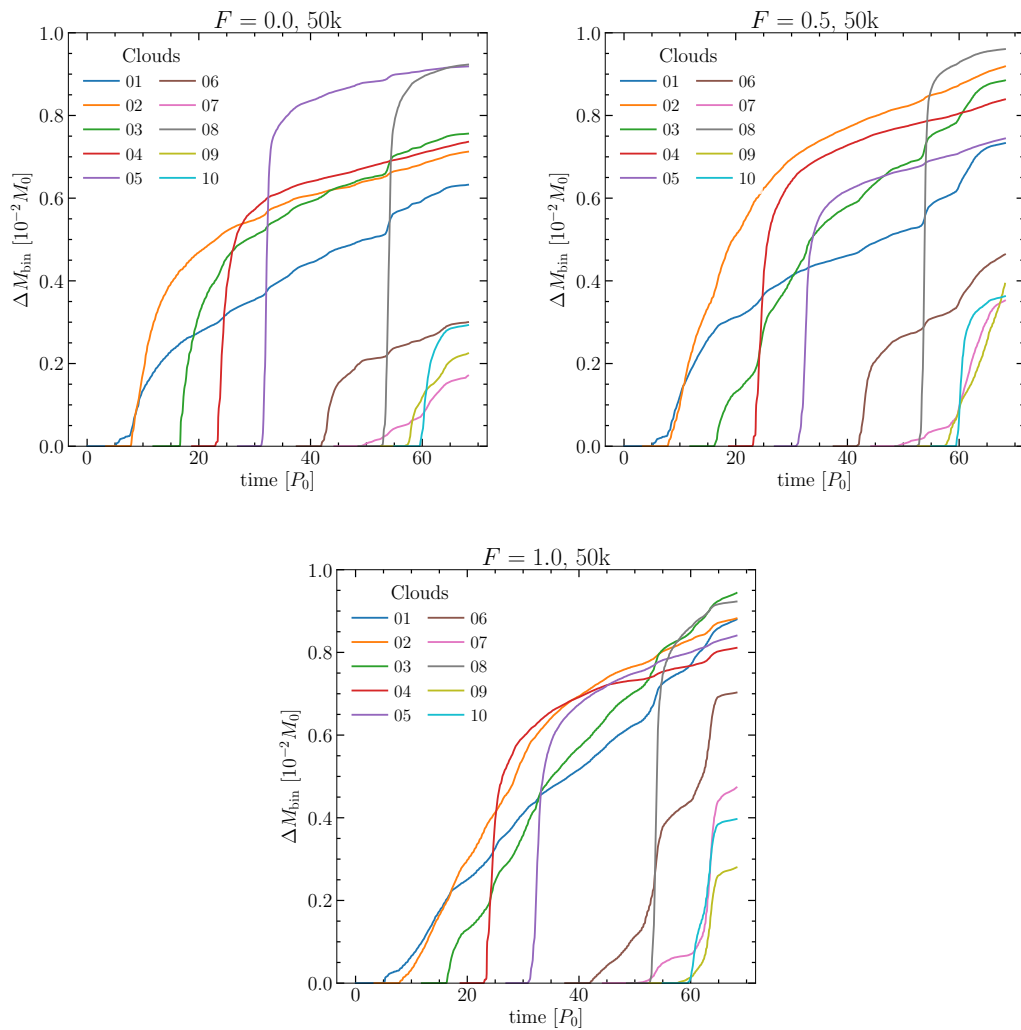 F = 0.0, 50k
1.0
0.8
0.6
0.4
0.2
0.0
ΔM_bin [10^-2 M_0]
Clouds
01 06
02 07
03 08
04 09
05 10
0 20 40 60
time [P_0]
F = 0.5, 50k
1.0
0.8
0.6
0.4
0.2
0.0
ΔM_bin [10^-2 M_0]
Clouds
01 06
02 07
03 08
04 09
05 10
0 20 40 60
time [P_0]
F = 1.0, 50k
1.0
0.8
0.6
0.4
0.2
0.0
ΔM_bin [10^-2 M_0]
Clouds
01 06
02 07
03 08
04 09
05 10
0 20 40 60
time [P_0]